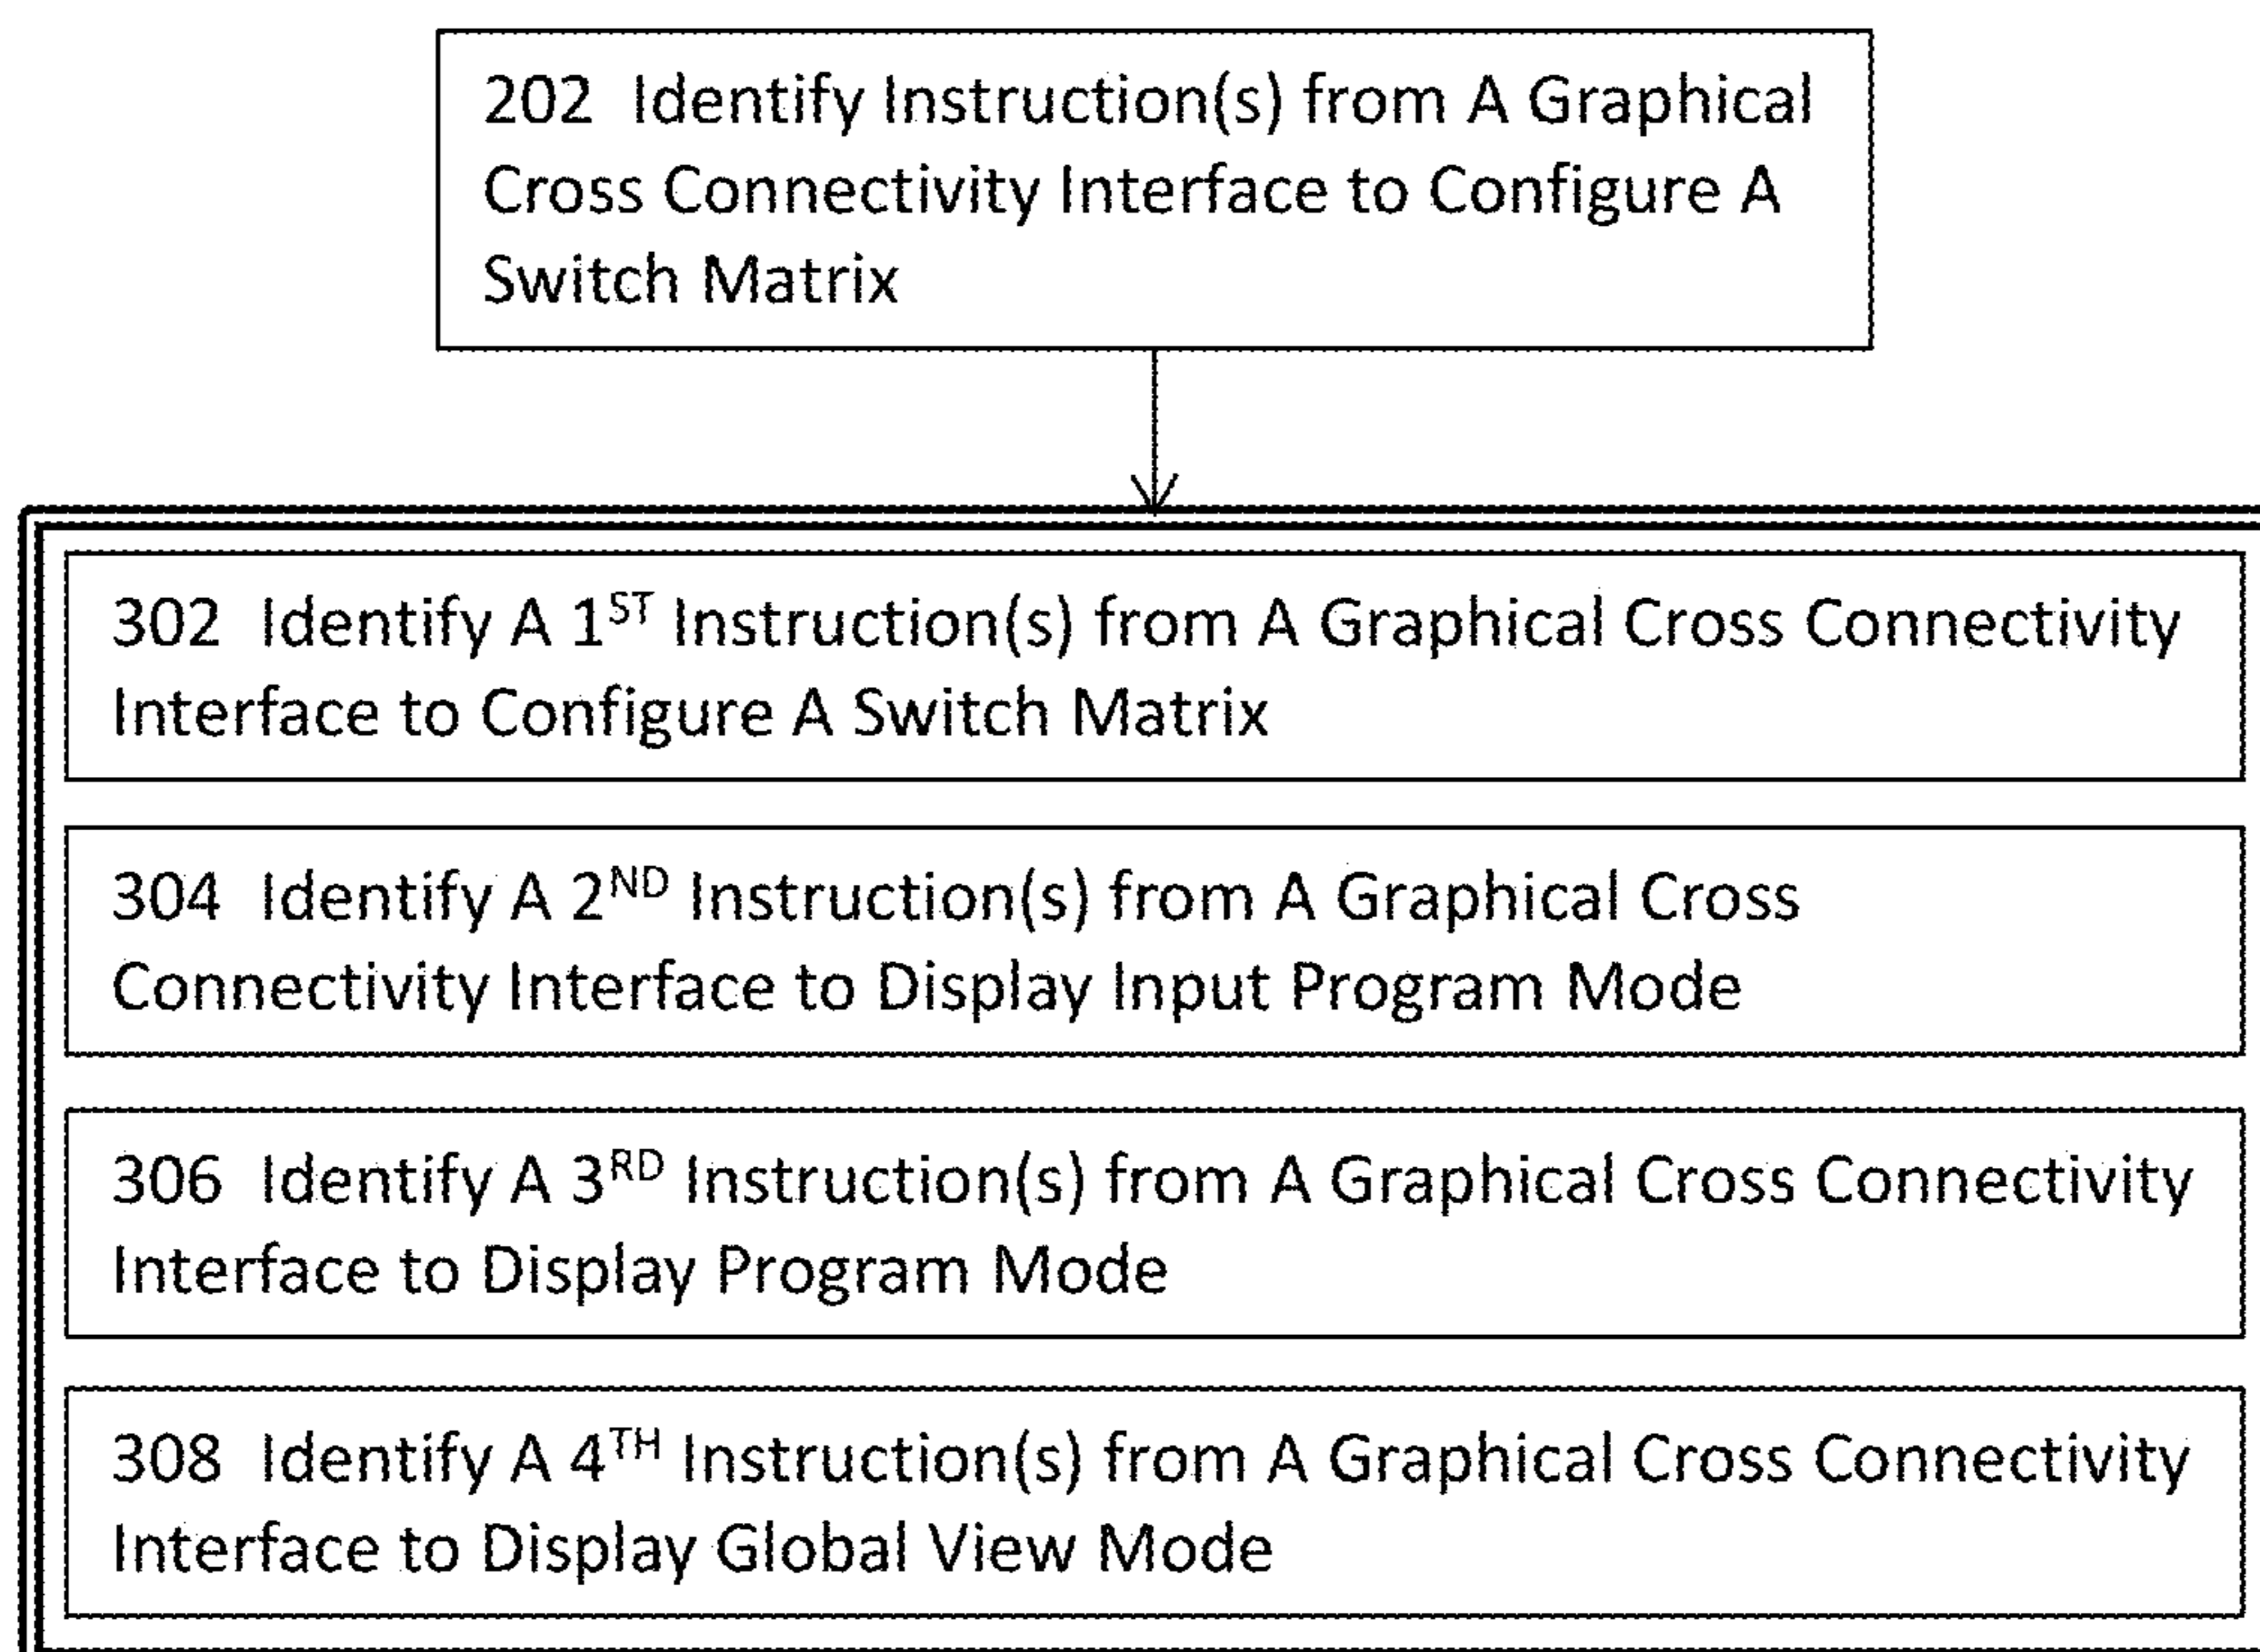 202 Identify Instruction(s) from A Graphical
Cross Connectivity Interface to Configure A
Switch Matrix
302 Identify A 1ST Instruction(s) from A Graphical Cross Connectivity
Interface to Configure A Switch Matrix
304 Identify A 2ND Instruction(s) from A Graphical Cross
Connectivity Interface to Display Input Program Mode
306 Identify A 3RD Instruction(s) from A Graphical Cross Connectivity
Interface to Display Program Mode
308 Identify A 4TH Instruction(s) from A Graphical Cross Connectivity
Interface to Display Global View Mode